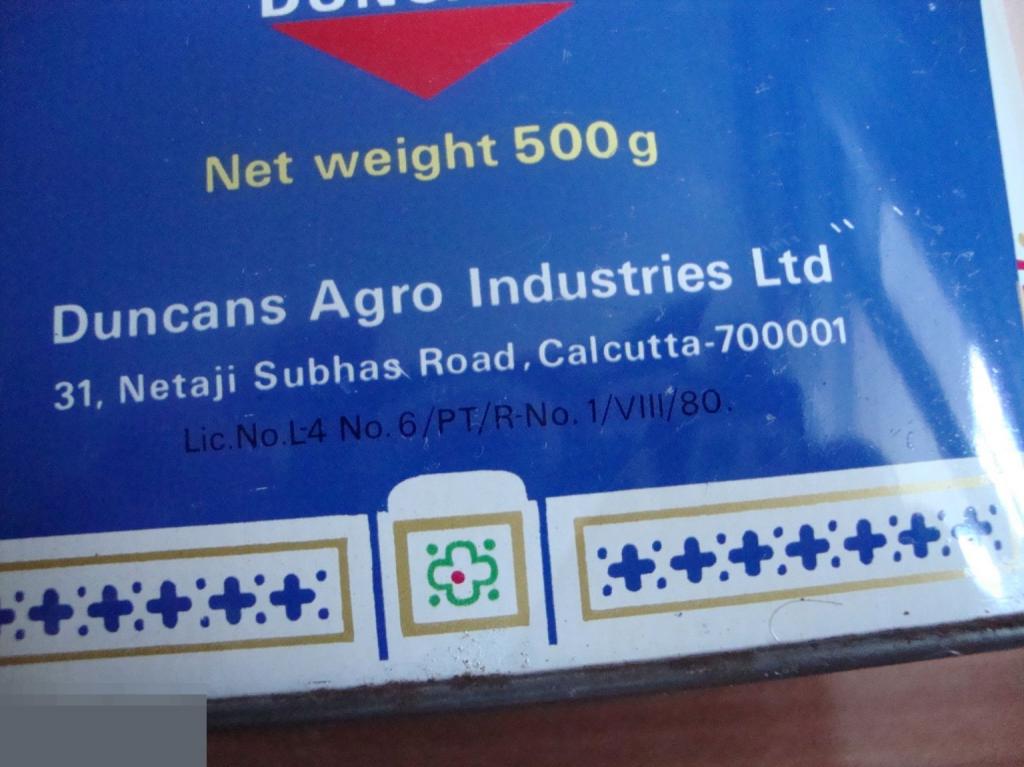 Net weight 500g
Duncans Agro Industries Ltd
31, Netaji Subhas Road, Calcutta-700001
Lic.No.L-4 No. 6/PT/R-No. 1/VIII/80.